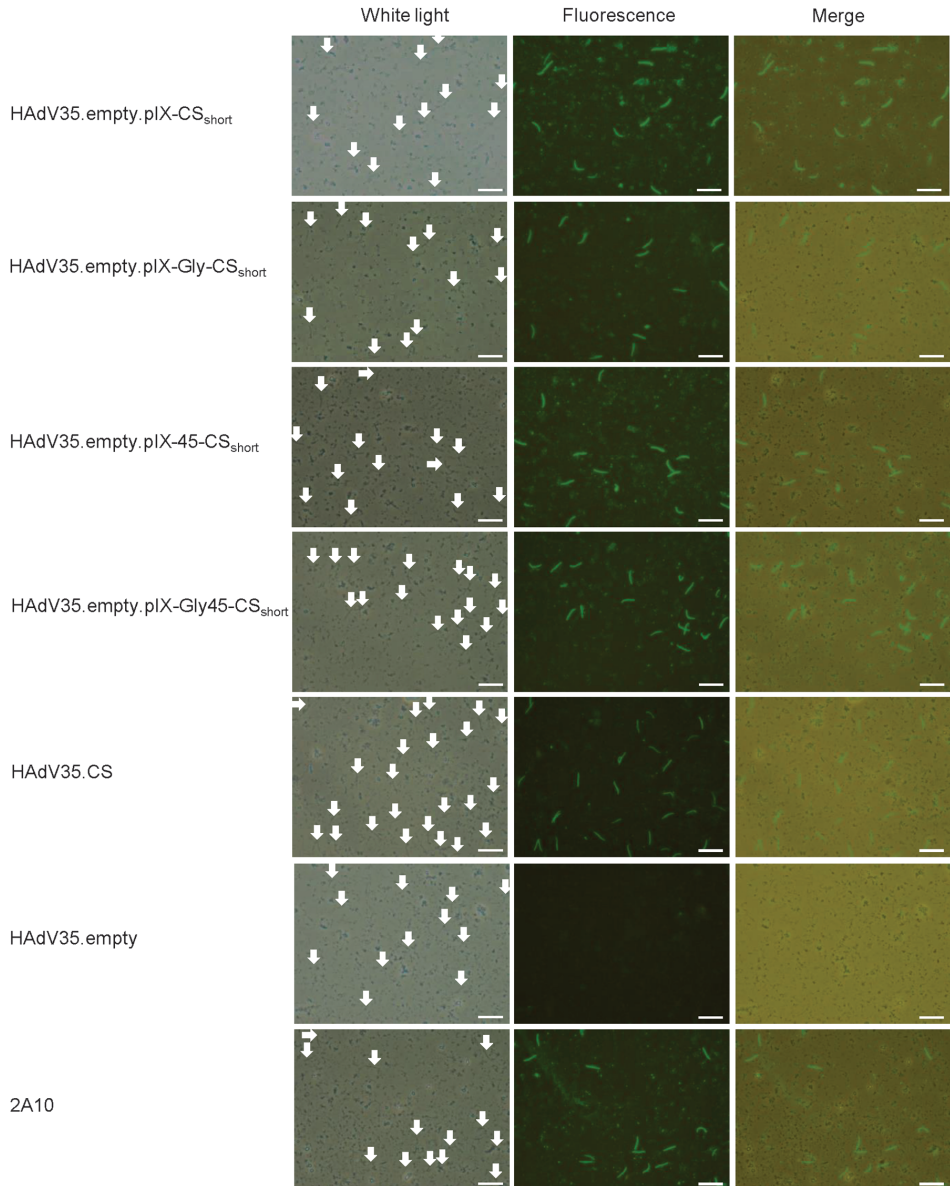 White light Fluorescence Merge
HAdV35.empty.pIX-CSshort
HAdV35.empty.pIX-Gly-CSshort
HAdV35.empty.pIX-45-CSshort
HAdV35.empty.pIX-Gly45-CSshort
HAdV35.CS
HAdV35.empty
2A10